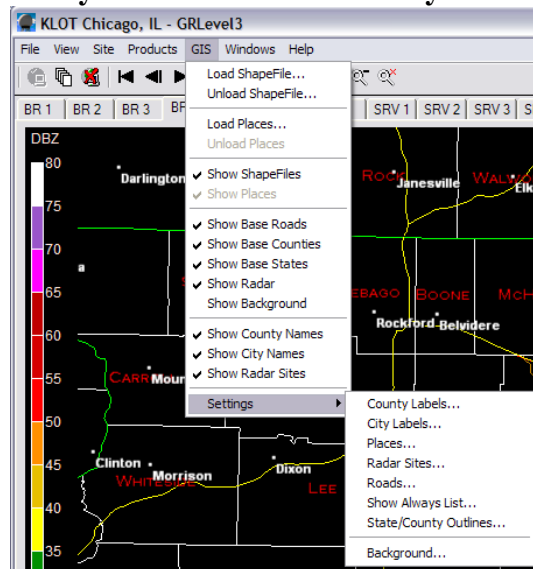 KLOT Chicago, IL - GRLevel3
File View Site Products GIS Windows Help
BR 1 BR 2 BR 3 SRV 1 SRV 2 SRV 3
Load ShapeFile...
Unload ShapeFile...
Load Places...
Unload Places
Show ShapeFiles
Show Places
Show Base Roads
Show Base Counties
Show Base States
Show Radar
Show Background
Show County Names
Show City Names
Show Radar Sites
Settings
County Labels...
City Labels...
Places...
Radar Sites...
Roads...
Show Always List...
State/County Outlines...
Background...
DBZ
80
75
70
65
60
55
50
45
40
35
Darlington
Janesville
Boone
Rockford
Belvidere
Clinton
Morrison
Whiteside
Dixon
Lee